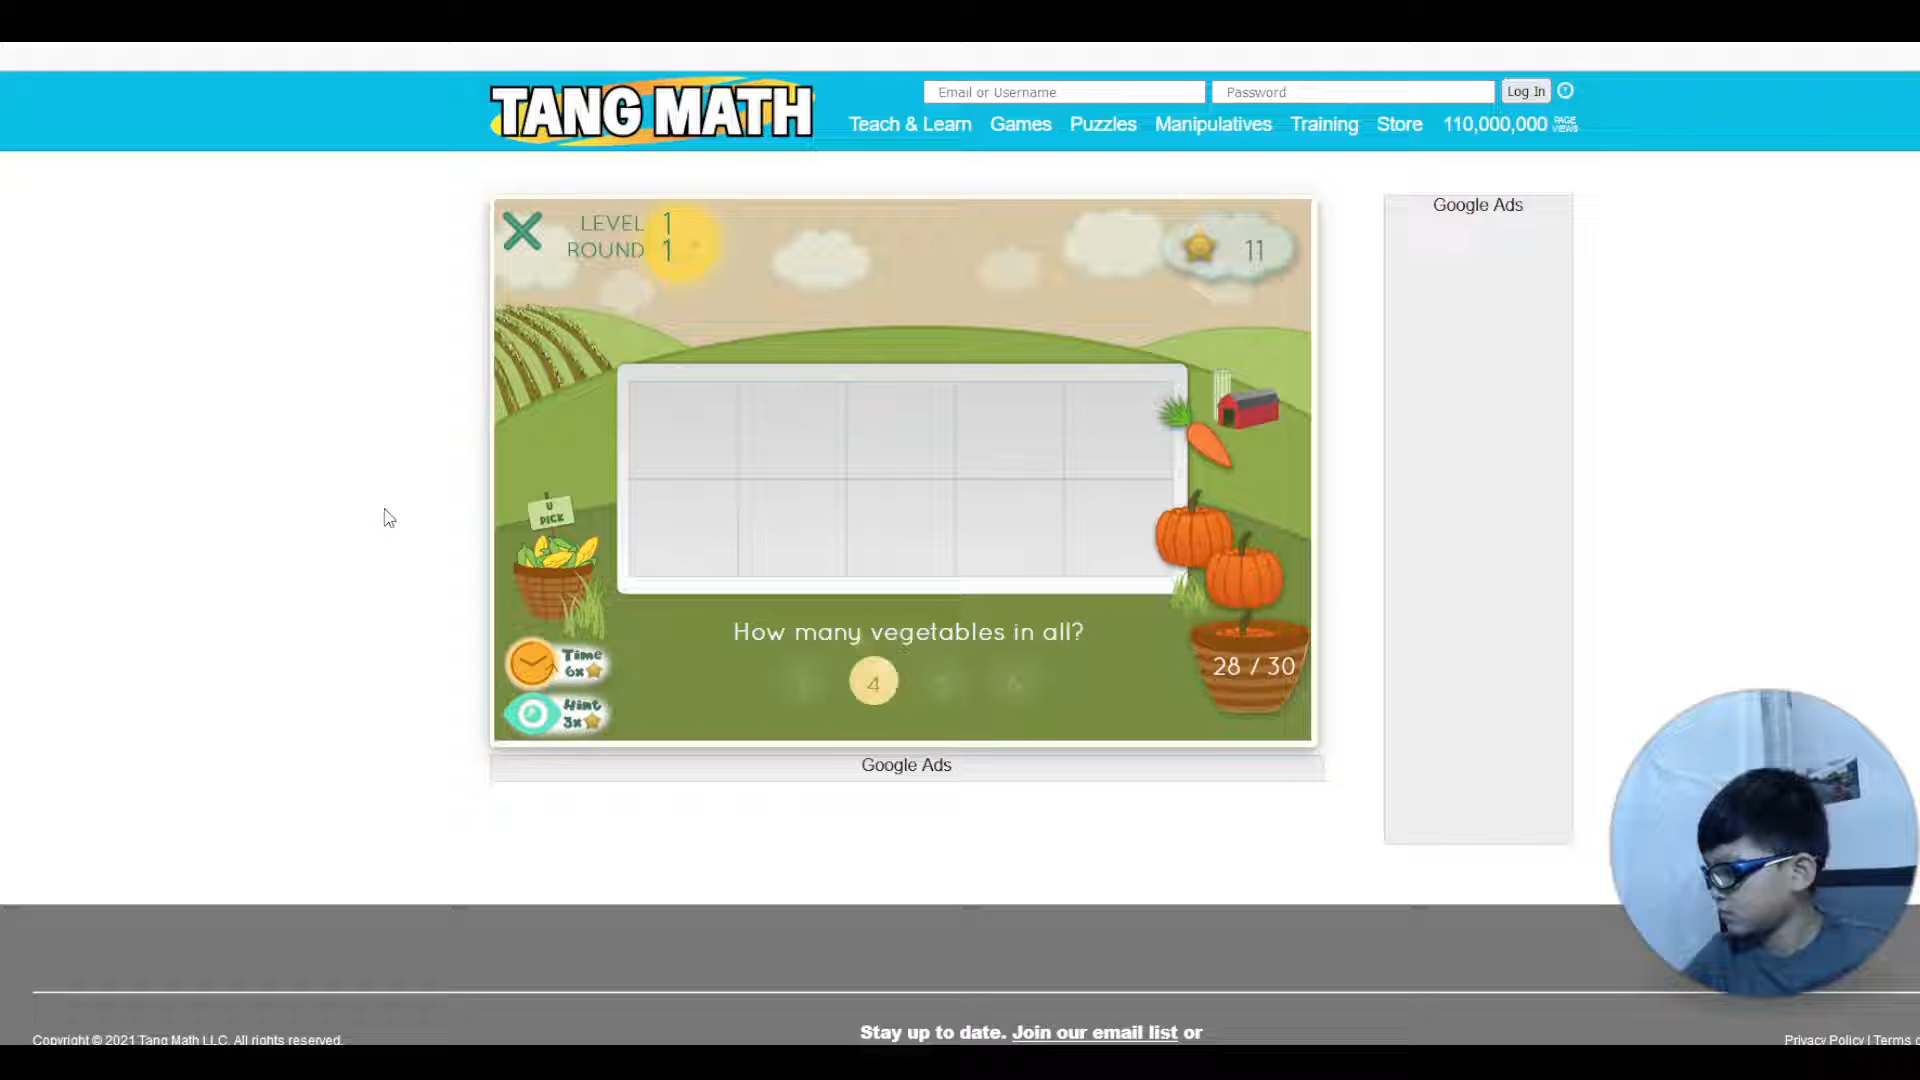 TANG MATH
Email or Username
Password
Log In
Teach & Learn
Games
Puzzles
Manipulatives
Training
Store
110,000,000 PAGE VIEWS
LEVEL 1
ROUND 1
11
Google Ads
U
PICK
How many vegetables in all?
4
28 / 30
Time
6x
Hint
3x
Google Ads
Stay up to date. Join our email list or
Copyright © 2021 Tang Math LLC. All rights reserved.
Privacy Policy | Terms